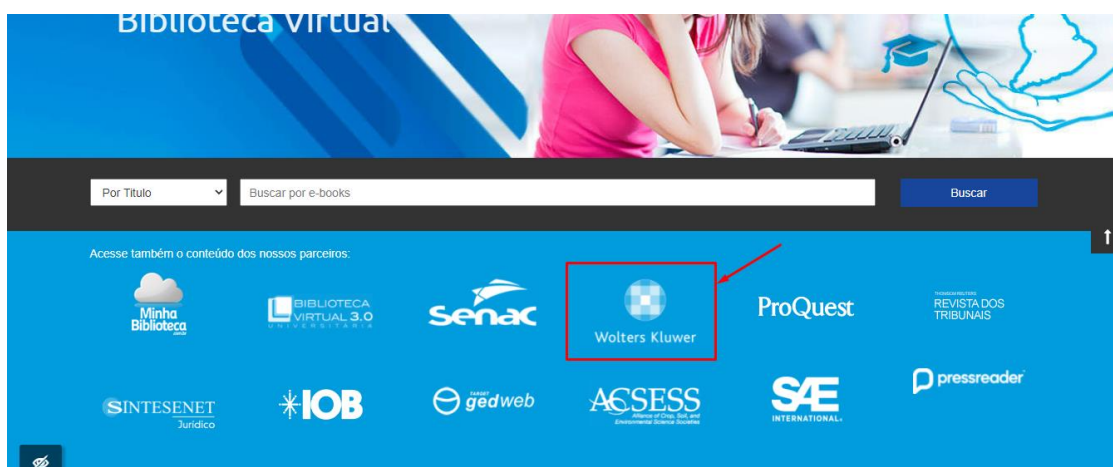 Biblioteca Virtual
Por Titulo
Buscar por e-books
Buscar
Acesse também o conteúdo dos nossos parceiros:
Minha
Biblioteca
BIBLIOTECA
VIRTUAL 3.0
UNIVERSITÁRIA
Senac
Wolters Kluwer
ProQuest
THOMSON REUTERS
REVISTA DOS
TRIBUNAIS
SINTESENET
Jurídico
IOB
TARGET
gedweb
ACSESS
Alliance of Crop, Soil, and
Environmental Science Societies
SAE
INTERNATIONAL.
pressreader